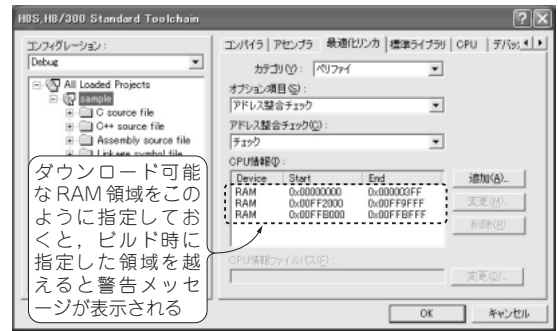 H8S,H8/300 Standard Toolchain
コンフィグレーション:
Debug
All Loaded Projects
sample
C source file
C++ source file
Assembly source file
Linkage symbol file
コンパイラ アセンブラ 最適化リンカ 標準ライブラリ CPU デバッ
カテゴリ(Y): ベリファイ
オプション項目(S):
アドレス整合チェック
アドレス整合チェック(C):
チェック
CPU情報(I):
Device Start End
RAM 0x00000000 0x000003FF
RAM 0x00FF2000 0x00FF9FFF
RAM 0x00FFB000 0x00FFBFFF
追加(A)...
変更(M)...
削除(R)
CPU情報ファイルパス(F):
変更(O)...
OK キャンセル
ダウンロード可能
なRAM領域をこの
ように指定してお
くと，ビルド時に
指定した領域を越
えると警告メッセ
ージが表示される